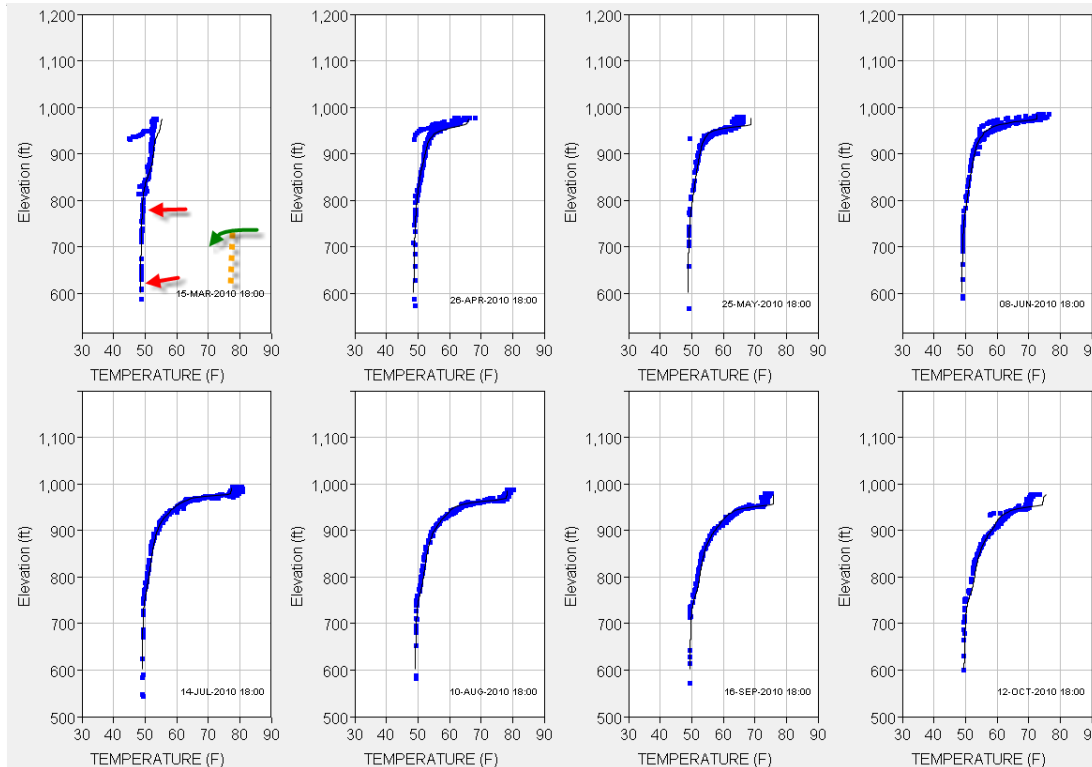 1,200
1,100
1,000
900
800
700
600
Elevation (ft)
15-MAR-2010 18:00
30 40 50 60 70 80 90
TEMPERATURE (F)
1,200
1,100
1,000
900
800
700
600
Elevation (ft)
26-APR-2010 18:00
30 40 50 60 70 80 90
TEMPERATURE (F)
1,200
1,100
1,000
900
800
700
600
Elevation (ft)
25-MAY-2010 18:00
30 40 50 60 70 80 90
TEMPERATURE (F)
1,200
1,100
1,000
900
800
700
600
Elevation (ft)
08-JUN-2010 18:00
30 40 50 60 70 80 90
TEMPERATURE (F)
1,100
1,000
900
800
700
600
500
Elevation (ft)
14-JUL-2010 18:00
30 40 50 60 70 80 90
TEMPERATURE (F)
1,100
1,000
900
800
700
600
500
Elevation (ft)
10-AUG-2010 18:00
30 40 50 60 70 80 90
TEMPERATURE (F)
1,100
1,000
900
800
700
600
500
Elevation (ft)
16-SEP-2010 18:00
30 40 50 60 70 80 90
TEMPERATURE (F)
1,100
1,000
900
800
700
600
500
Elevation (ft)
12-OCT-2010 18:00
30 40 50 60 70 80 90
TEMPERATURE (F)